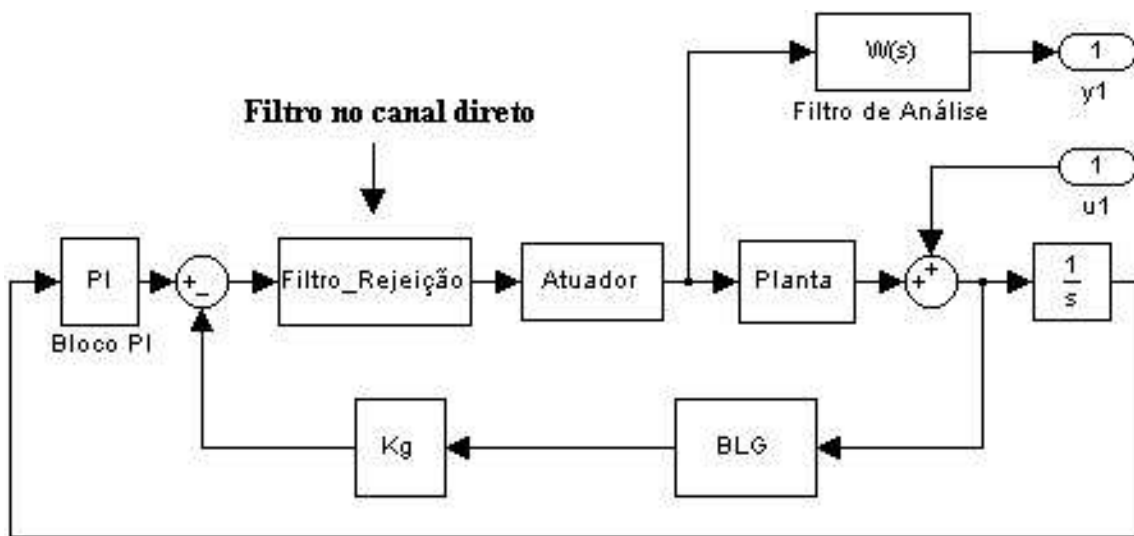 W(s)
Filtro de Análise
1
y1
Filtro no canal direto
1
u1
PI
Bloco PI
+
−
Filtro_Rejeição
Atuador
Planta
+
+
1
s
Kg
BLG